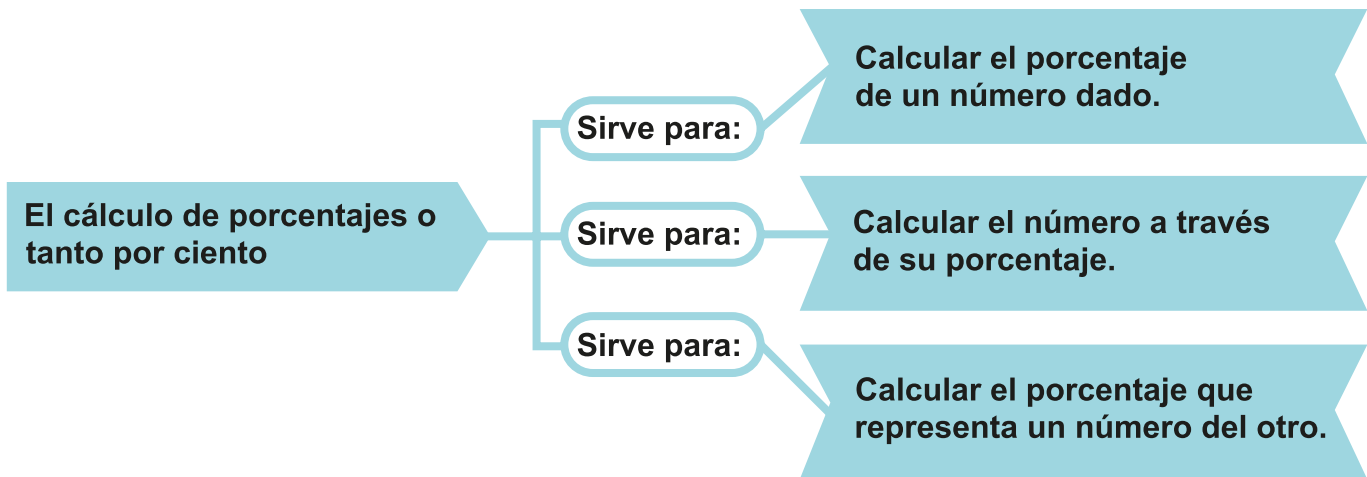 El cálculo de porcentajes o
tanto por ciento
Sirve para:
Calcular el porcentaje
de un número dado.
Sirve para:
Calcular el número a través
de su porcentaje.
Sirve para:
Calcular el porcentaje que
representa un número del otro.